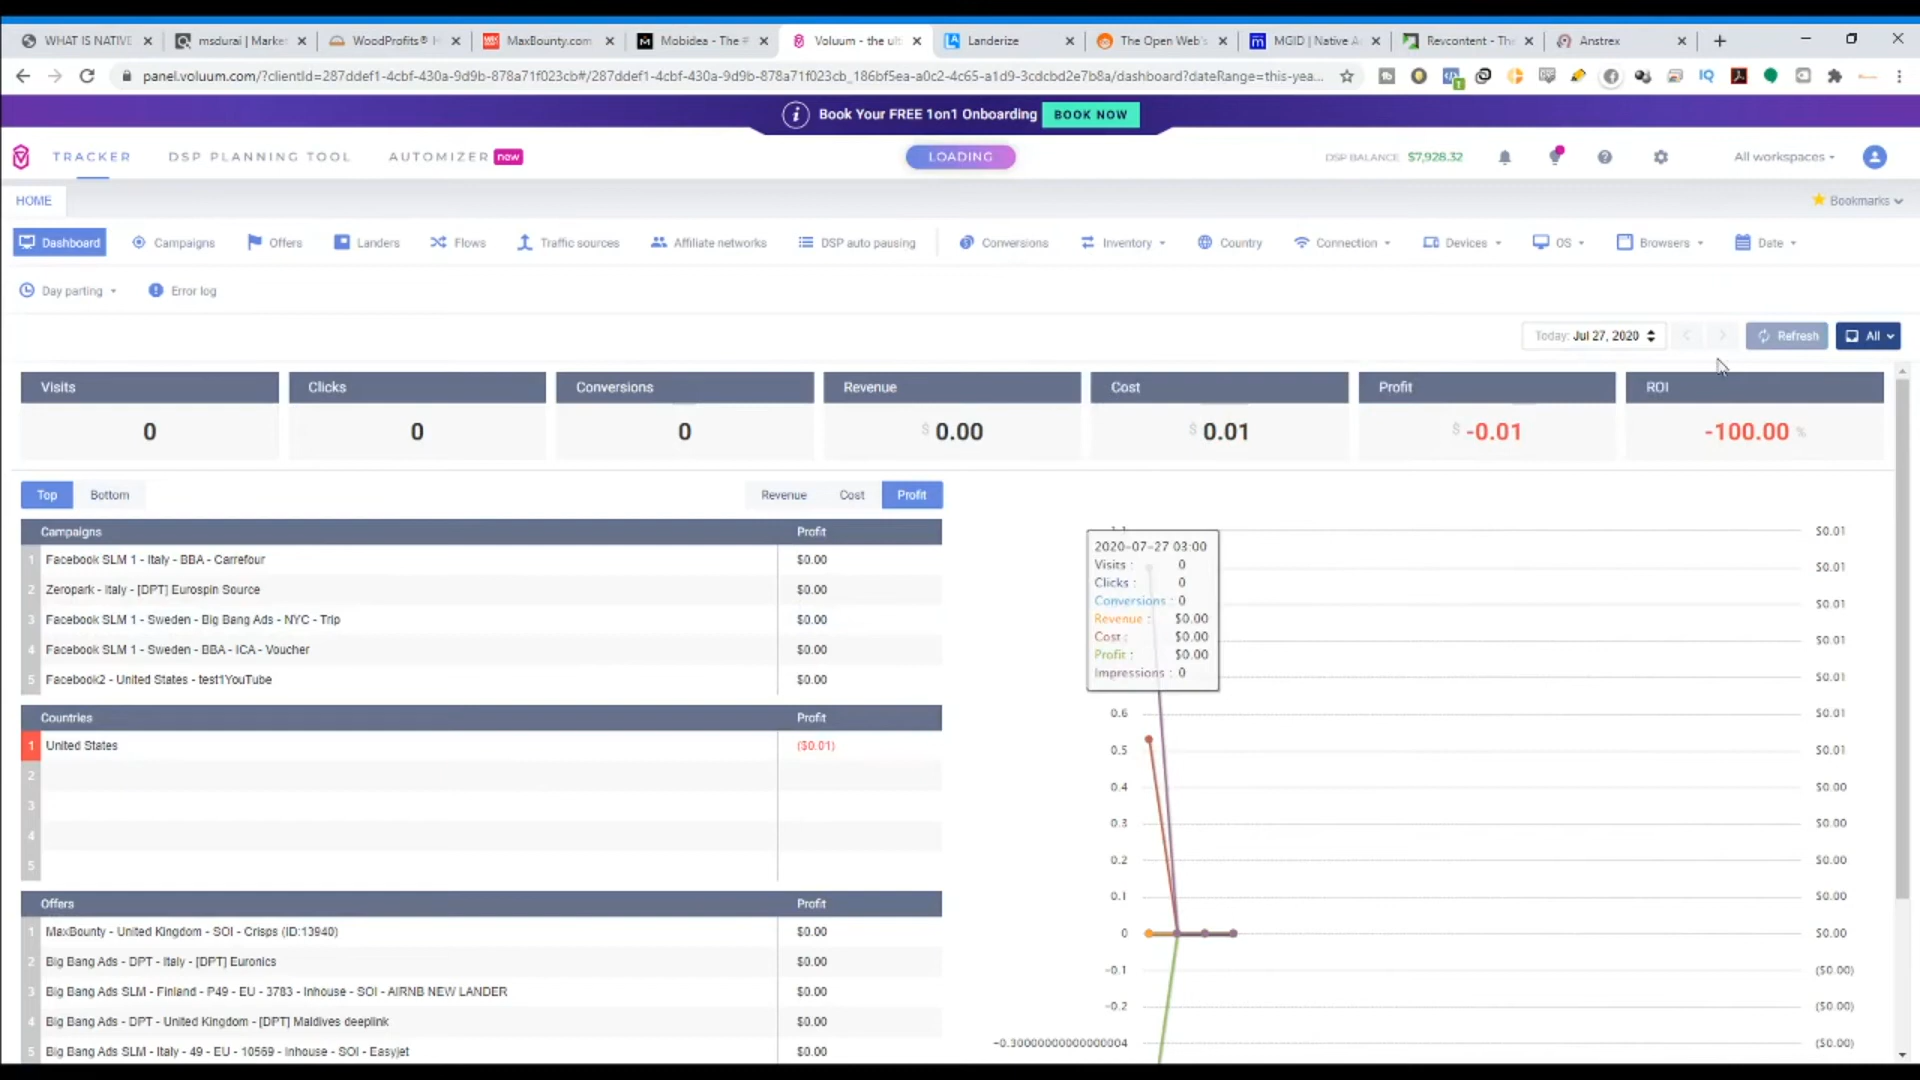 WHAT IS NATIVE
msdurai | Marke
WoodProfits® H
MaxBounty.com
Mobidea - The #
Voluum - the ult
Landerize
The Open Web's
MGID | Native A
Revcontent - The
Anstrex
panel.voluum.com/?clientId=287ddef1-4cbf-430a-9d9b-878a71f023cb#/287ddef1-4cbf-430a-9d9b-878a71f023cb_186bf5ea-a0c2-4c65-a1d9-3cdcbd2e7b8a/dashboard?dateRange=this-yea...
Book Your FREE 1on1 Onboarding BOOK NOW
TRACKER
DSP PLANNING TOOL
AUTOMIZER new
LOADING
DSP BALANCE $7,928.32
All workspaces
HOME
Bookmarks
Dashboard
Campaigns
Offers
Landers
Flows
Traffic sources
Affiliate networks
DSP auto pausing
Conversions
Inventory
Country
Connection
Devices
OS
Browsers
Date
Day parting
Error log
Today: Jul 27, 2020
Refresh
All
Visits
0
Clicks
0
Conversions
0
Revenue
$ 0.00
Cost
$ 0.01
Profit
$ -0.01
ROI
-100.00 %
Top
Bottom
Revenue
Cost
Profit
Campaigns Profit
1 Facebook SLM 1 - Italy - BBA - Carrefour $0.00
2 Zeropark - Italy - [DPT] Eurospin Source $0.00
3 Facebook SLM 1 - Sweden - Big Bang Ads - NYC - Trip $0.00
4 Facebook SLM 1 - Sweden - BBA - ICA - Voucher $0.00
5 Facebook2 - United States - test1YouTube $0.00
Countries Profit
1 United States ($0.01)
2
3
4
5
Offers Profit
1 MaxBounty - United Kingdom - SOI - Crisps (ID:13940) $0.00
2 Big Bang Ads - DPT - Italy - [DPT] Euronics $0.00
3 Big Bang Ads SLM - Finland - P49 - EU - 3783 - Inhouse - SOI - AIRNB NEW LANDER $0.00
4 Big Bang Ads - DPT - United Kingdom - [DPT] Maldives deeplink $0.00
5 Big Bang Ads SLM - Italy - 49 - EU - 10569 - Inhouse - SOI - Easyjet $0.00
2020-07-27 03:00
Visits : 0
Clicks : 0
Conversions : 0
Revenue : $0.00
Cost : $0.00
Profit : $0.00
Impressions : 0
0.6
0.5
0.4
0.3
0.2
0.1
0
-0.1
-0.2
-0.30000000000000004
$0.01
$0.01
$0.01
$0.01
$0.01
$0.01
$0.01
$0.00
$0.00
$0.00
$0.00
$0.00
($0.00)
($0.00)
($0.00)